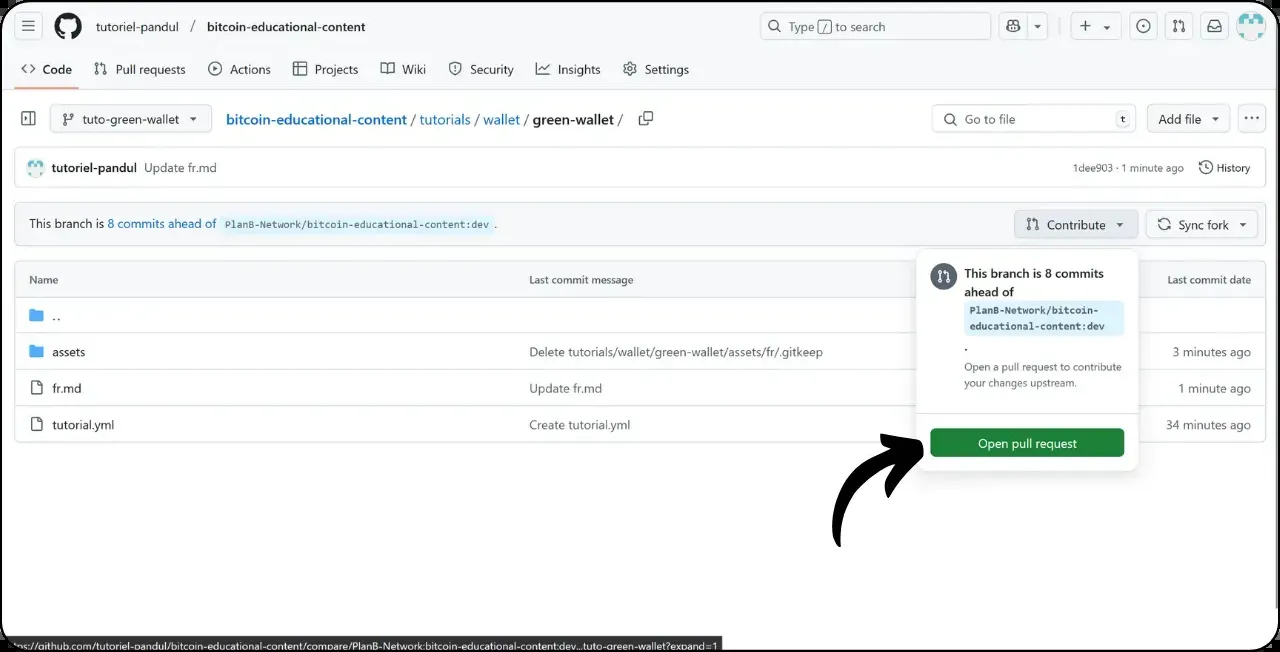 tutoriel-pandul / bitcoin-educational-content
Type / to search
Code Pull requests Actions Projects Wiki Security Insights Settings
tuto-green-wallet bitcoin-educational-content / tutorials / wallet / green-wallet / Go to file t Add file
tutoriel-pandul Update fr.md 1dee903 · 1 minute ago History
This branch is 8 commits ahead of PlanB-Network/bitcoin-educational-content:dev . Contribute Sync fork
Name Last commit message Last commit date
..
assets Delete tutorials/wallet/green-wallet/assets/fr/.gitkeep 3 minutes ago
fr.md Update fr.md 1 minute ago
tutorial.yml Create tutorial.yml 34 minutes ago
This branch is 8 commits
ahead of
PlanB-Network/bitcoin-
educational-content:dev
.
Open a pull request to contribute
your changes upstream.
Open pull request
tps://github.com/tutoriel-pandul/bitcoin-educational-content/compare/PlanB-Network:bitcoin-educational-content:dev...tuto-green-wallet?expand=1